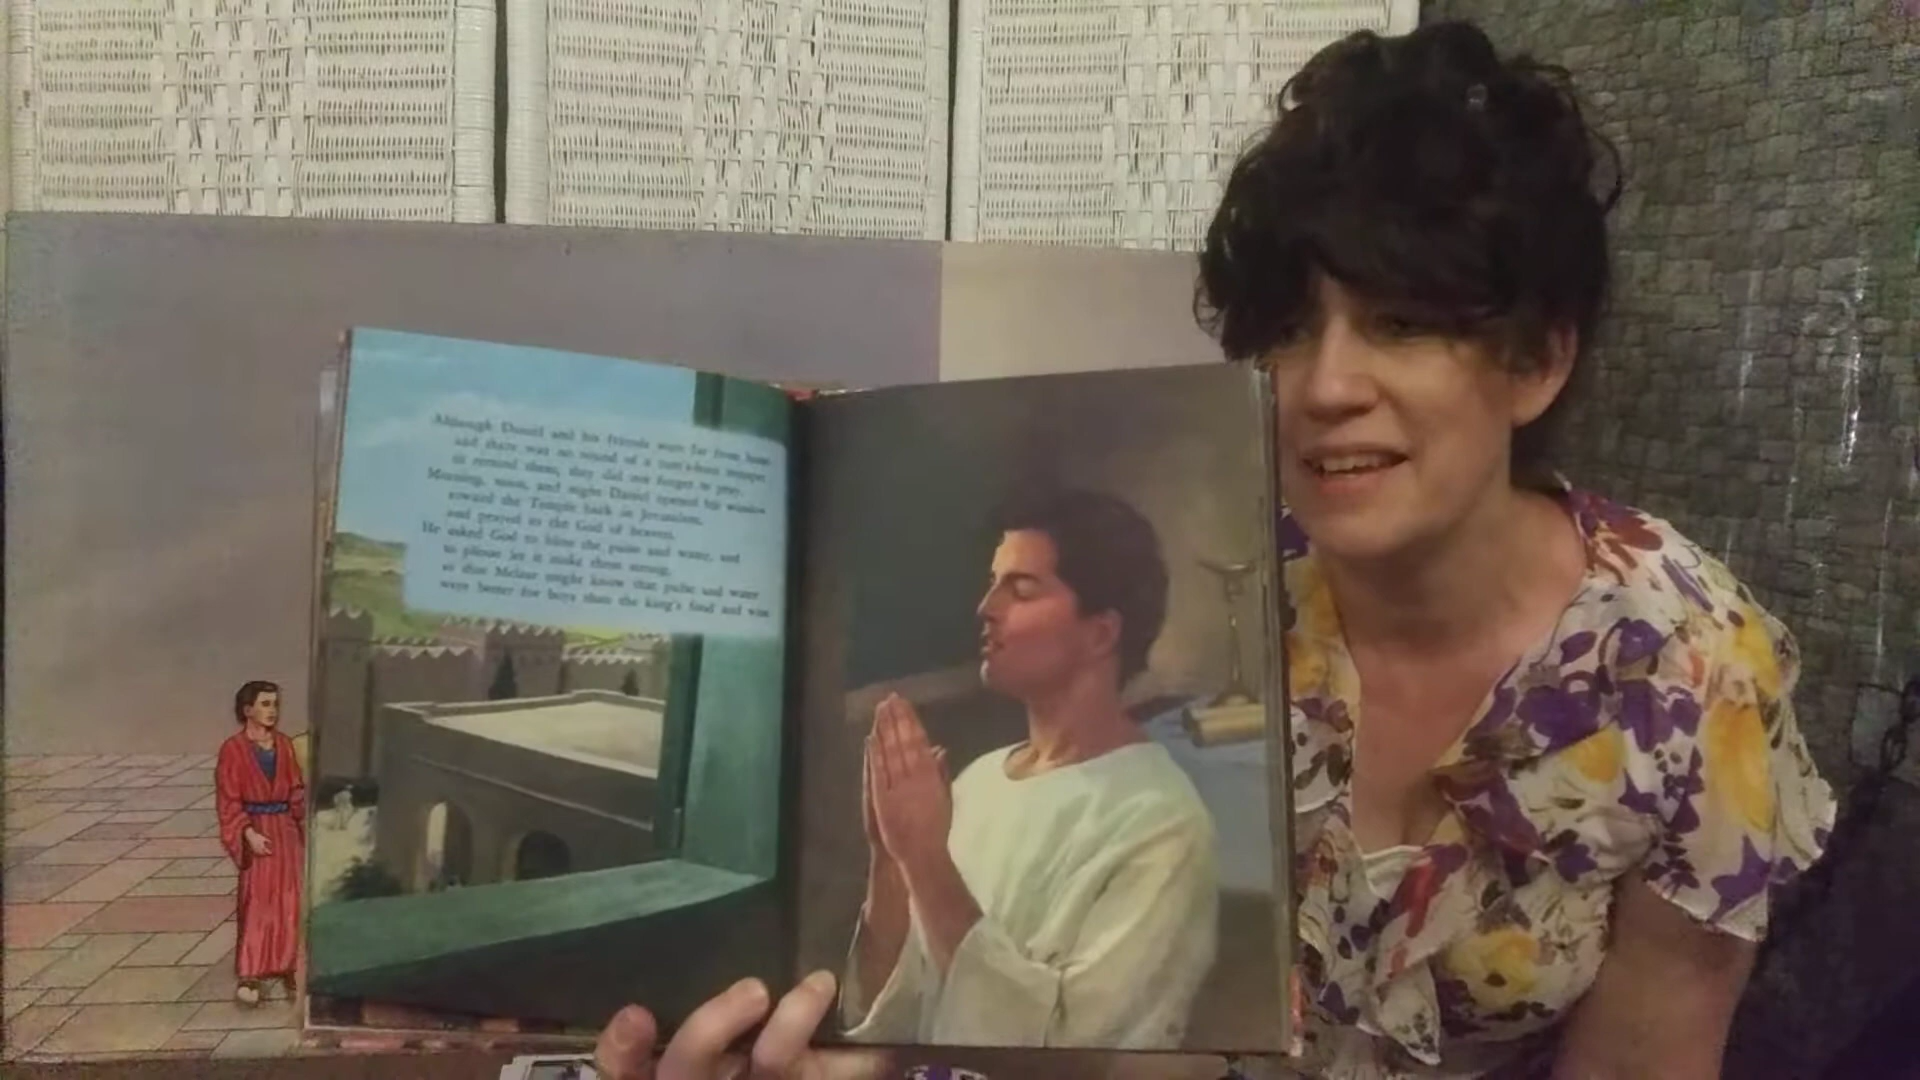 Although Daniel and his friends were far from home
and there was no sound of a ram's-horn trumpet
to remind them, they did not forget to pray.
Morning, noon, and night Daniel opened his window
toward the Temple back in Jerusalem,
and prayed to the God of heaven.
He asked God to bless the pulse and water, and
to please let it make them strong,
so that Melzar might know that pulse and water
were better for boys than the king's food and wine.